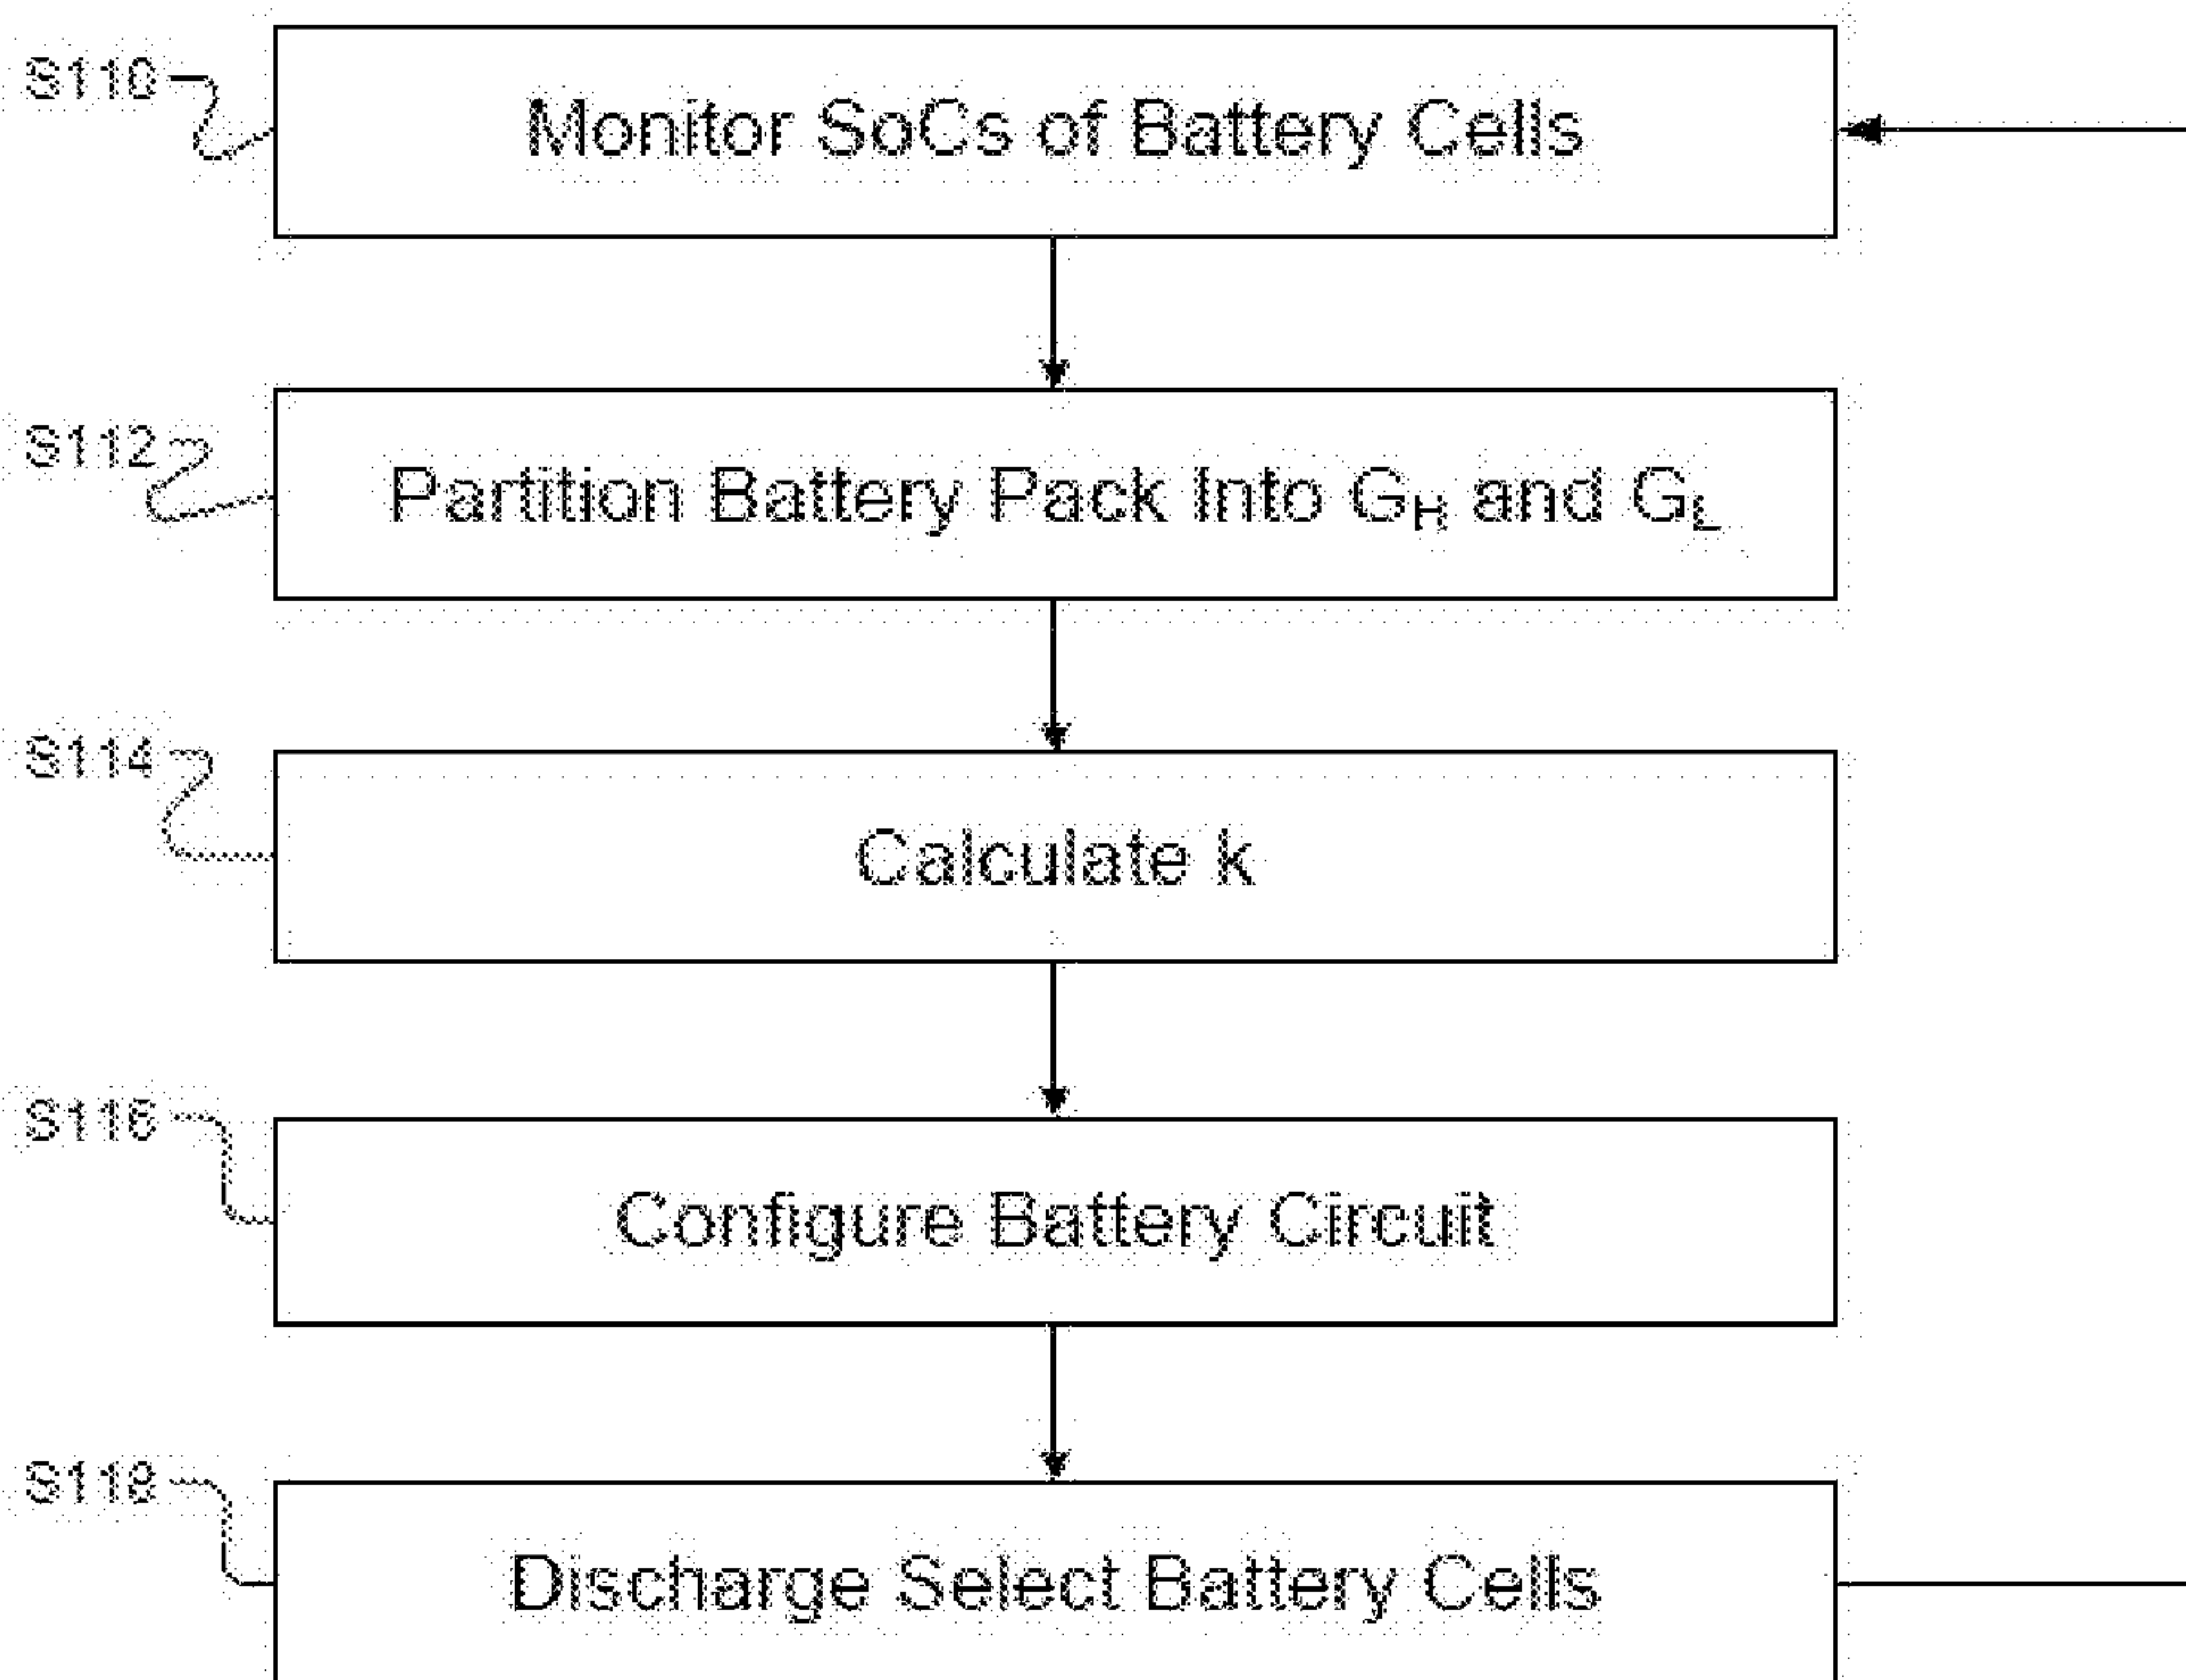 S110
Monitor SoCs of Battery Cells
S112
Partition Battery Pack Into GH and GL
S114
Calculate k
S116
Configure Battery Circuit
S118
Discharge Select Battery Cells